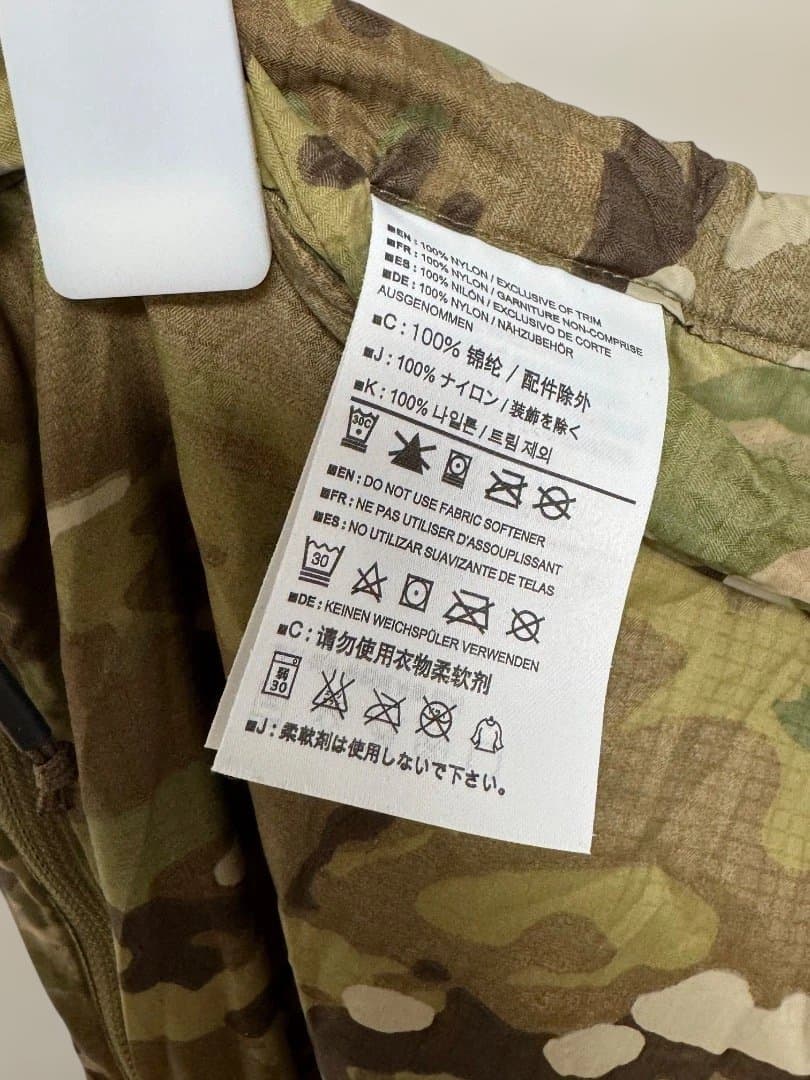 ■EN : 100% NYLON / EXCLUSIVE OF TRIM
■FR : 100% NYLON / GARNITURE NON-COMPRISE
■ES : 100% NILÓN / EXCLUSIVO DE CORTE
■DE : 100% NYLON / NÄHZUBEHÖR
AUSGENOMMEN
■C : 100% 锦纶 / 配件除外
■J : 100% ナイロン / 装飾を除く
■K : 100% 나일론 / 트림 제외
30C
■EN : DO NOT USE FABRIC SOFTENER
■FR : NE PAS UTILISER D'ASSOUPLISSANT
■ES : NO UTILIZAR SUAVIZANTE DE TELAS
30
■DE : KEINEN WEICHSPÜLER VERWENDEN
■C : 请勿使用衣物柔软剂
弱
30
■J : 柔軟剤は使用しないで下さい。